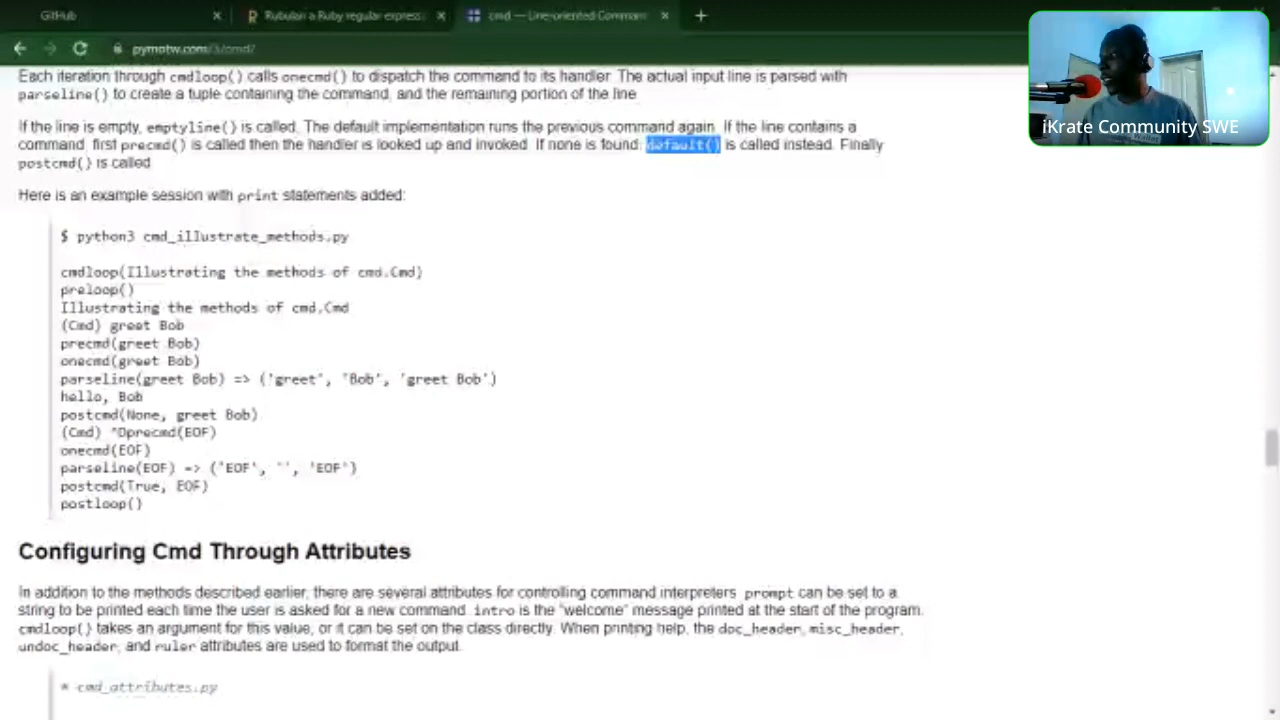 GitHub
Rubular: a Ruby regular express
cmd — Line-oriented Comman
pymotw.com/3/cmd/
iKrate Community SWE
Each iteration through cmdloop() calls onecmd() to dispatch the command to its handler. The actual input line is parsed with
parseline() to create a tuple containing the command, and the remaining portion of the line
If the line is empty, emptyline() is called. The default implementation runs the previous command again. If the line contains a
command, first precmd() is called then the handler is looked up and invoked. If none is found, default() is called instead. Finally
postcmd() is called
Here is an example session with print statements added:
$ python3 cmd_illustrate_methods.py
cmdloop(Illustrating the methods of cmd.Cmd)
preloop()
Illustrating the methods of cmd.Cmd
(Cmd) greet Bob
precmd(greet Bob)
onecmd(greet Bob)
parseline(greet Bob) => ('greet', 'Bob', 'greet Bob')
hello, Bob
postcmd(None, greet Bob)
(Cmd) ^Dprecmd(EOF)
onecmd(EOF)
parseline(EOF) => ('EOF', '', 'EOF')
postcmd(True, EOF)
postloop()
Configuring Cmd Through Attributes
In addition to the methods described earlier, there are several attributes for controlling command interpreters. prompt can be set to a
string to be printed each time the user is asked for a new command. intro is the "welcome" message printed at the start of the program.
cmdloop() takes an argument for this value, or it can be set on the class directly. When printing help, the doc_header, misc_header,
undoc_header, and ruler attributes are used to format the output.
# cmd_attributes.py